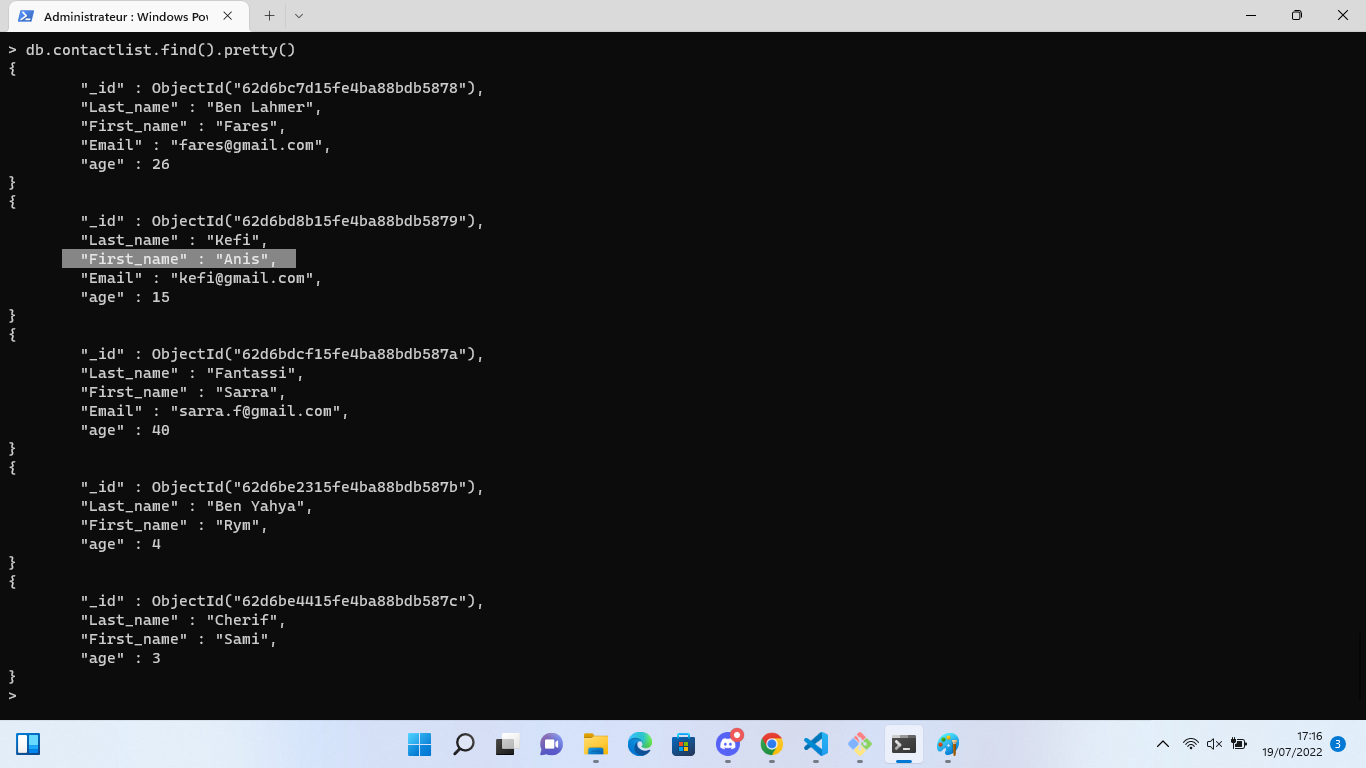 Administrateur : Windows Pow
> db.contactlist.find().pretty()
{
"_id" : ObjectId("62d6bc7d15fe4ba88bdb5878"),
"Last_name" : "Ben Lahmer",
"First_name" : "Fares",
"Email" : "fares@gmail.com",
"age" : 26
}
{
"_id" : ObjectId("62d6bd8b15fe4ba88bdb5879"),
"Last_name" : "Kefi",
"First_name" : "Anis",
"Email" : "kefi@gmail.com",
"age" : 15
}
{
"_id" : ObjectId("62d6bdcf15fe4ba88bdb587a"),
"Last_name" : "Fantassi",
"First_name" : "Sarra",
"Email" : "sarra.f@gmail.com",
"age" : 40
}
{
"_id" : ObjectId("62d6be2315fe4ba88bdb587b"),
"Last_name" : "Ben Yahya",
"First_name" : "Rym",
"age" : 4
}
{
"_id" : ObjectId("62d6be4415fe4ba88bdb587c"),
"Last_name" : "Cherif",
"First_name" : "Sami",
"age" : 3
}
>
17:16
19/07/2022 3